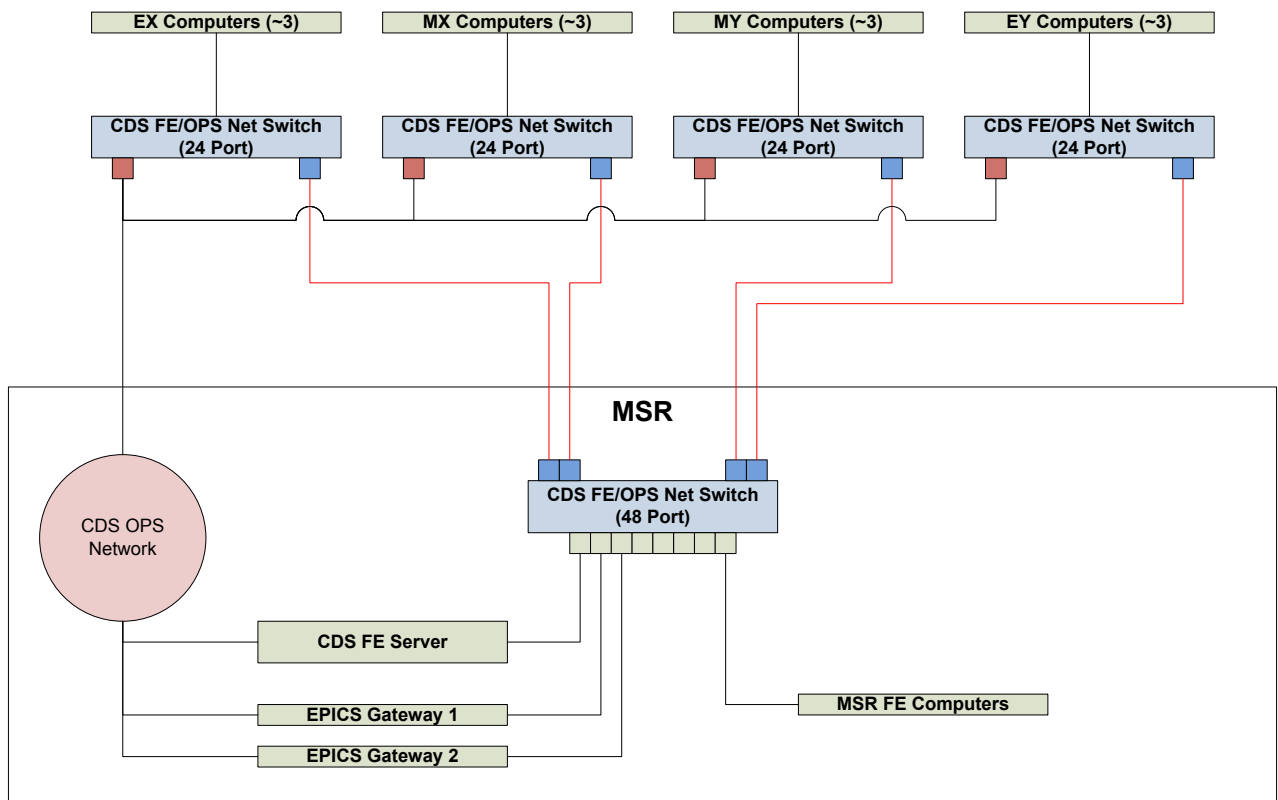 EX Computers (~3)
MX Computers (~3)
MY Computers (~3)
EY Computers (~3)
CDS FE/OPS Net Switch
(24 Port)
CDS FE/OPS Net Switch
(24 Port)
CDS FE/OPS Net Switch
(24 Port)
CDS FE/OPS Net Switch
(24 Port)
MSR
CDS FE/OPS Net Switch
(48 Port)
CDS OPS
Network
CDS FE Server
EPICS Gateway 1
MSR FE Computers
EPICS Gateway 2